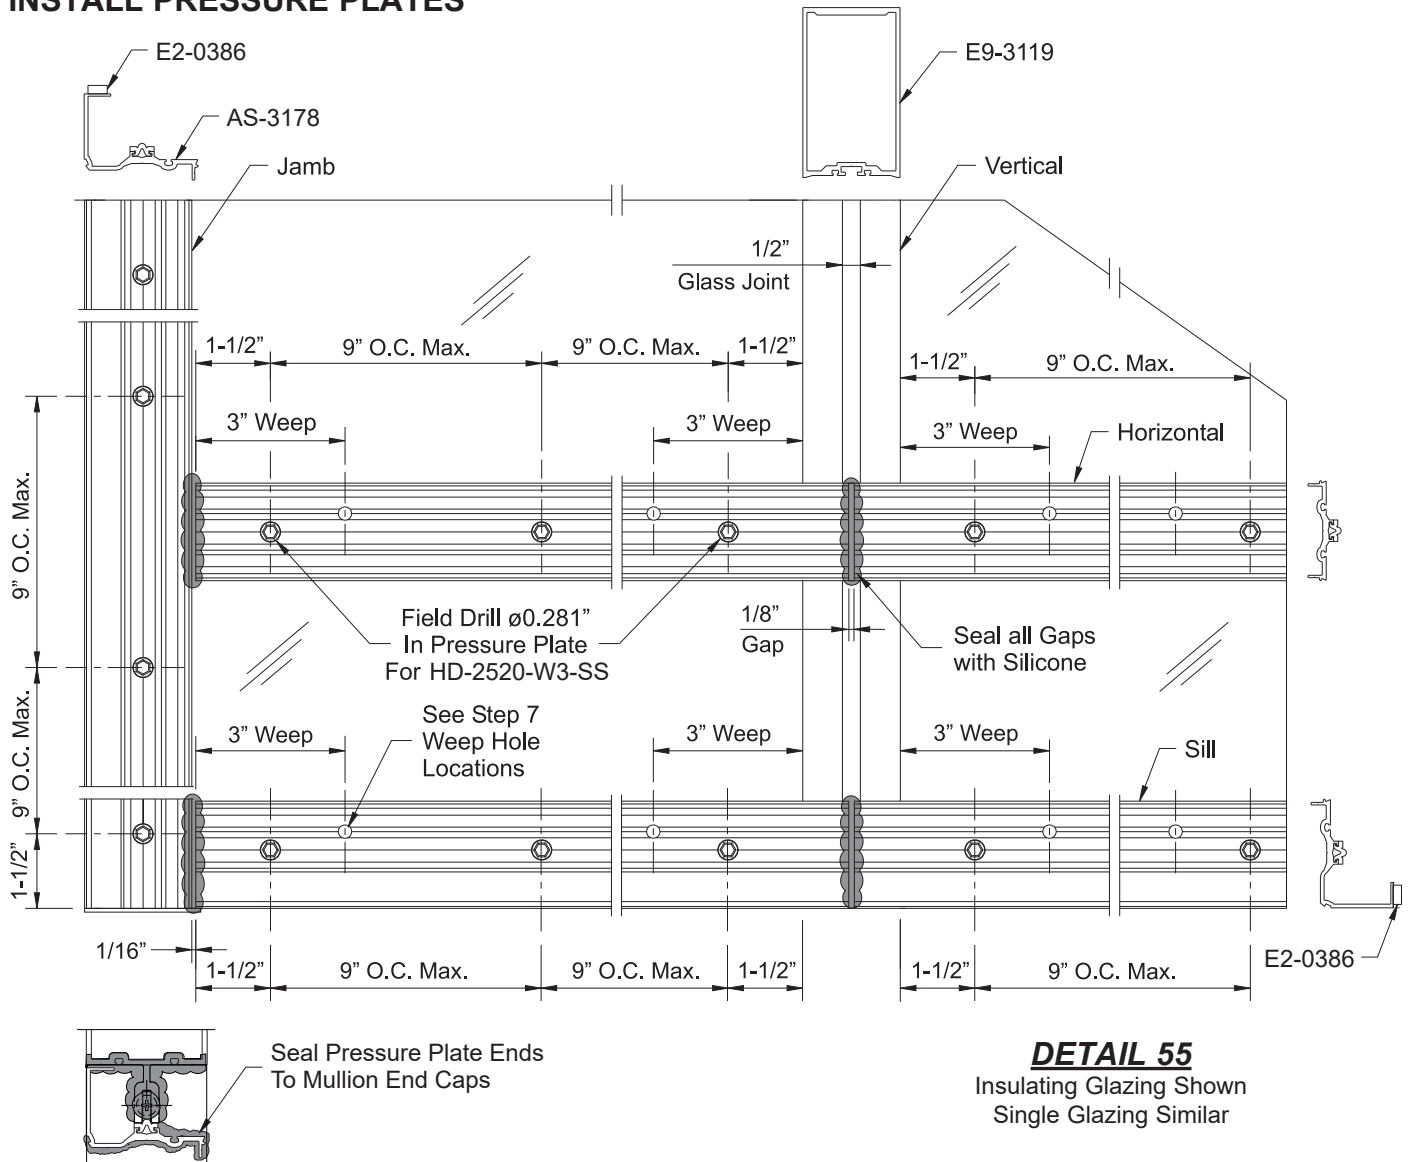 INSTALL PRESSURE PLATES
E2-0386
E9-3119
AS-3178
Jamb
Vertical
1/2”
Glass Joint
1-1/2”
9” O.C. Max.
9” O.C. Max.
1-1/2”
1-1/2”
9” O.C. Max.
3” Weep
3” Weep
3” Weep
Horizontal
9” O.C. Max.
Field Drill ø0.281”
In Pressure Plate
For HD-2520-W3-SS
1/8”
Gap
Seal all Gaps
with Silicone
See Step 7
Weep Hole
Locations
3” Weep
3” Weep
3” Weep
Sill
9” O.C. Max.
1-1/2”
1/16”
1-1/2”
9” O.C. Max.
9” O.C. Max.
1-1/2”
1-1/2”
9” O.C. Max.
E2-0386
Seal Pressure Plate Ends
To Mullion End Caps
DETAIL 55
Insulating Glazing Shown
Single Glazing Similar